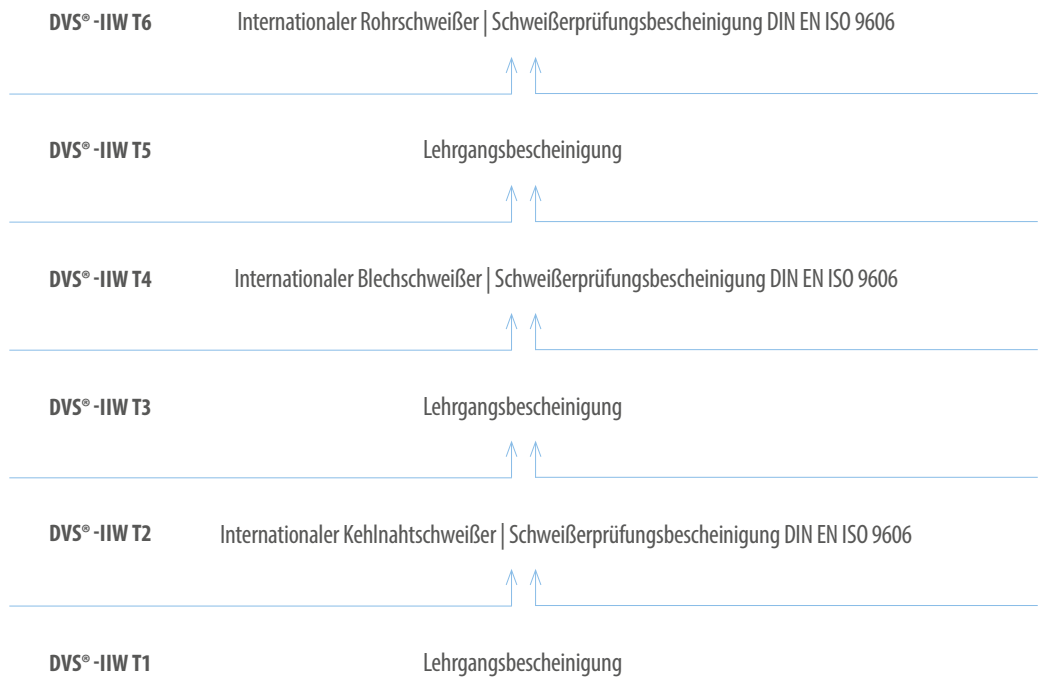 DVS® -IIW T6 Internationaler Rohrschweißer | Schweißerprüfungsbescheinigung DIN EN ISO 9606
DVS® -IIW T5 Lehrgangsbescheinigung
DVS® -IIW T4 Internationaler Blechschweißer | Schweißerprüfungsbescheinigung DIN EN ISO 9606
DVS® -IIW T3 Lehrgangsbescheinigung
DVS® -IIW T2 Internationaler Kehlnahtschweißer | Schweißerprüfungsbescheinigung DIN EN ISO 9606
DVS® -IIW T1 Lehrgangsbescheinigung